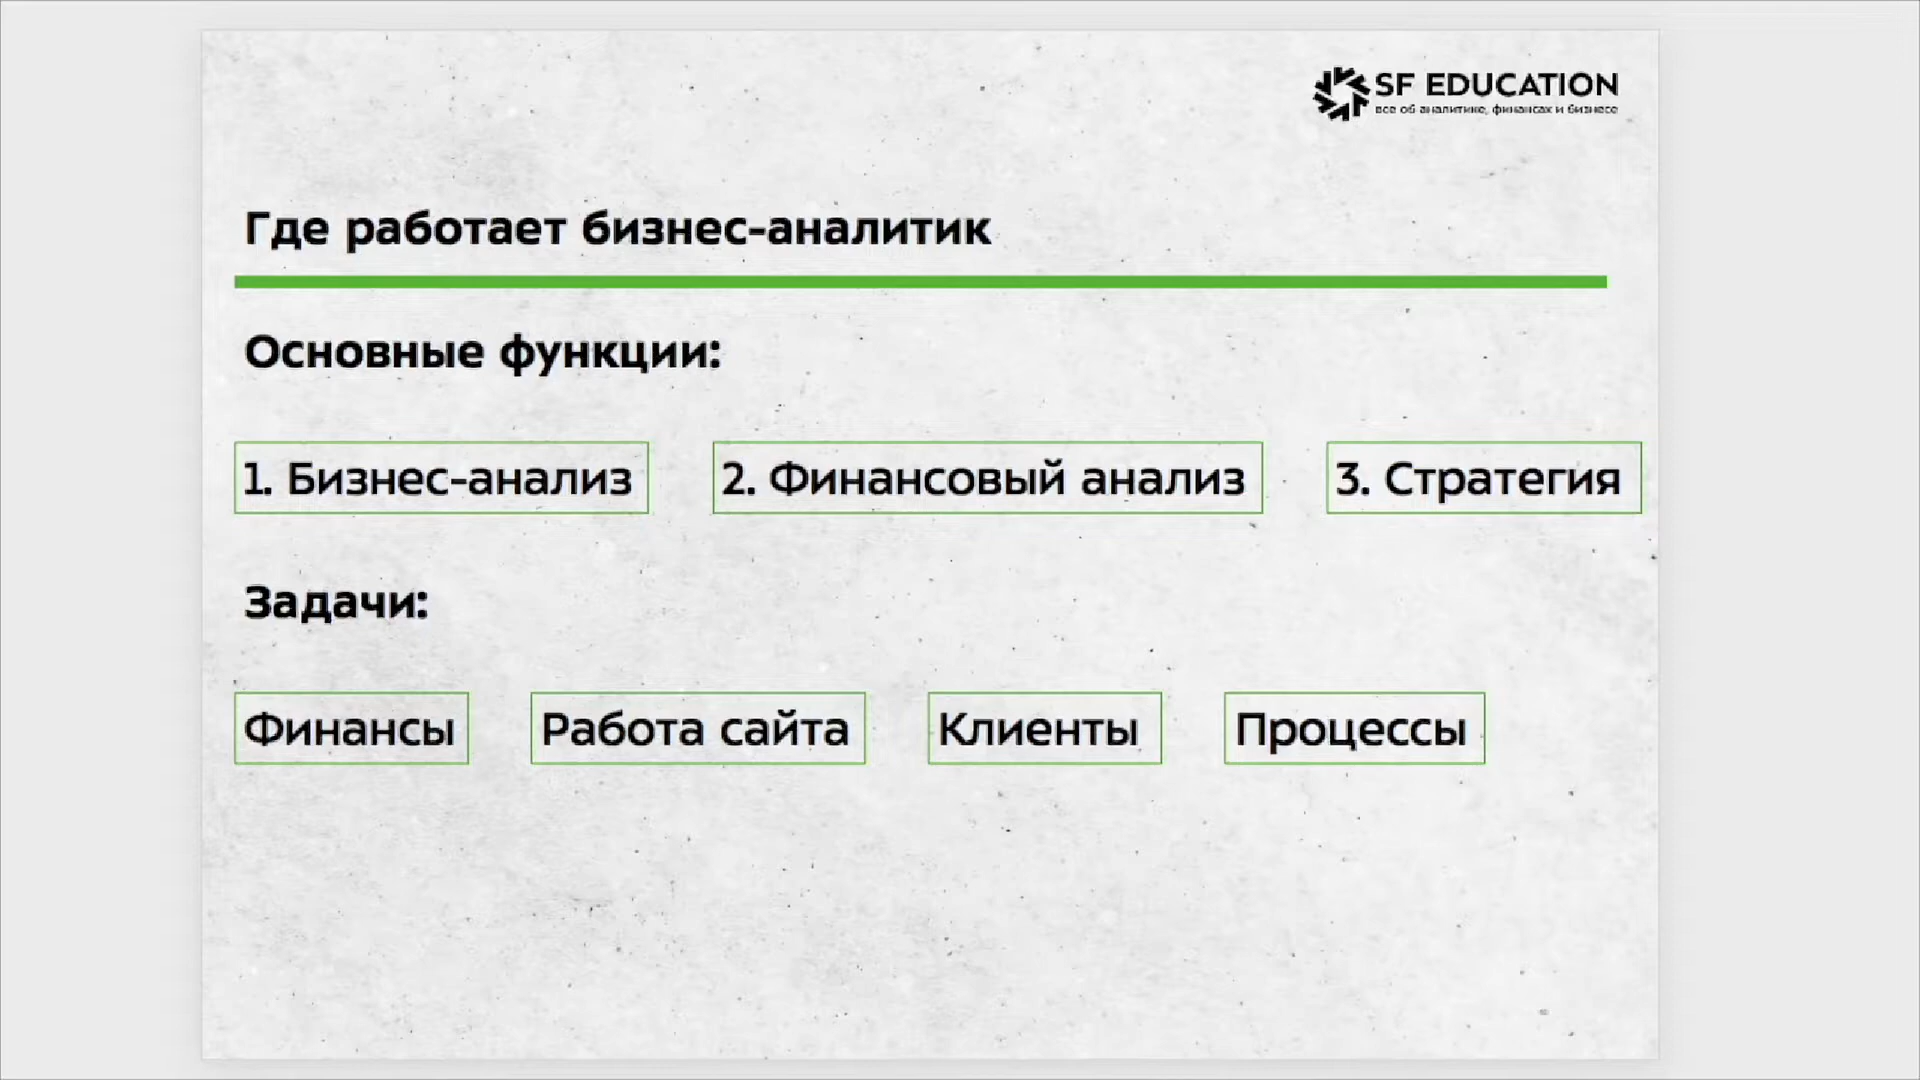 SF EDUCATION
все об аналитике, финансах и бизнесе
Где работает бизнес-аналитик
Основные функции:
1. Бизнес-анализ
2. Финансовый анализ
3. Стратегия
Задачи:
Финансы
Работа сайта
Клиенты
Процессы